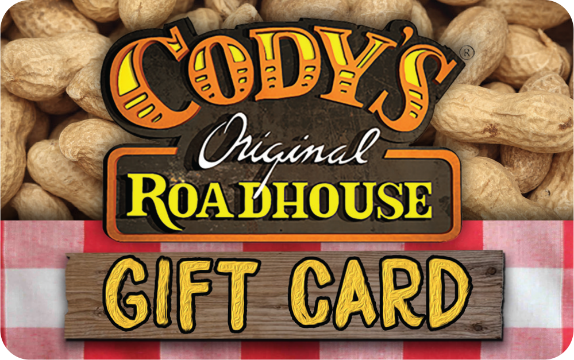 CODY'S ®
Original
ROADHOUSE
GIFT CARD